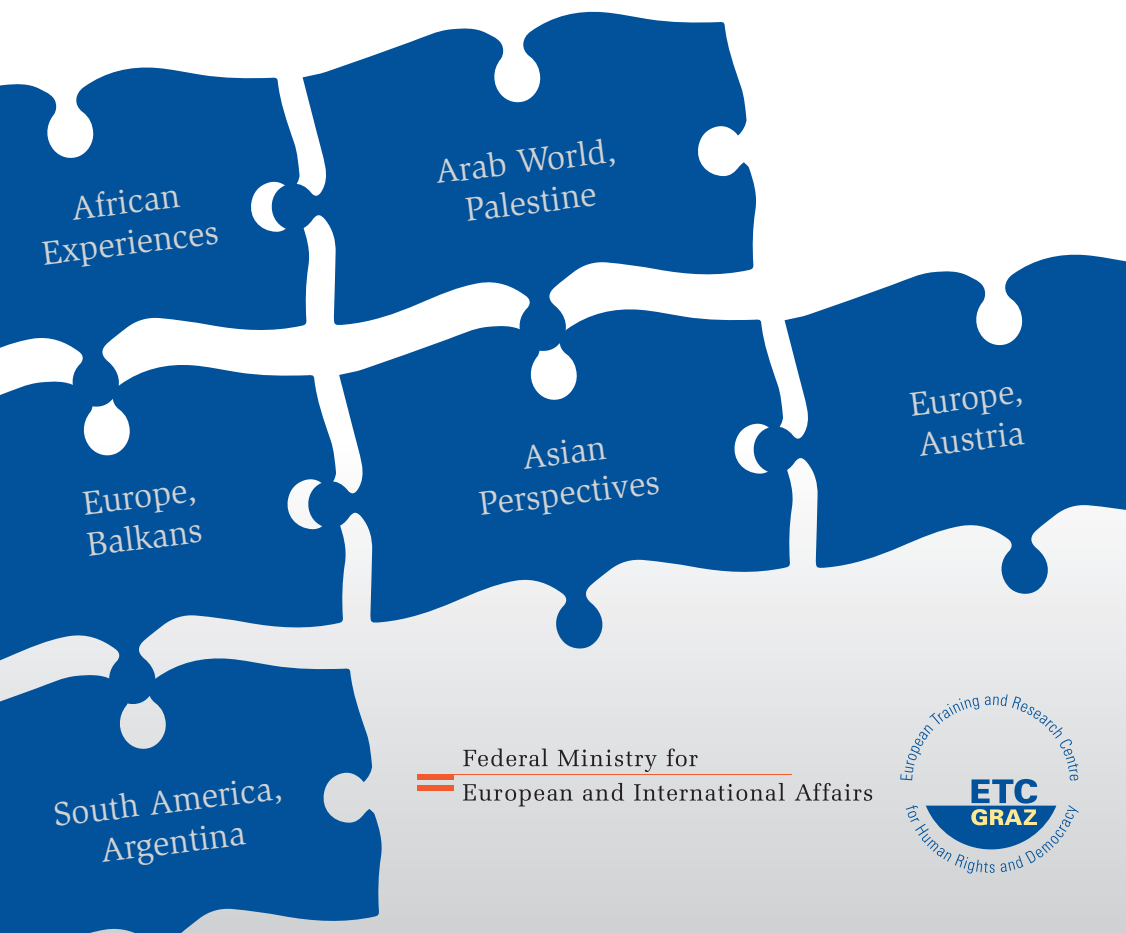 African
Experiences
Arab World,
Palestine
Europe,
Balkans
Asian
Perspectives
Europe,
Austria
South America,
Argentina
Federal Ministry for
European and International Affairs
European Training and Research Centre
ETC
GRAZ
for Human Rights and Democracy